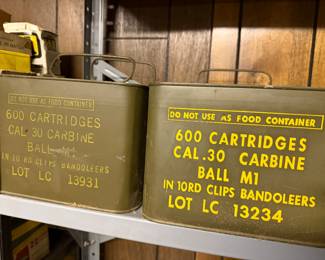 DO NOT USE AS FOOD CONTAINER
600 CARTRIDGES
CAL.30 CARBINE
BALL M1
IN 10 RD CLIPS BANDOLEERS
LOT LC 13931
DO NOT USE AS FOOD CONTAINER
600 CARTRIDGES
CAL.30 CARBINE
BALL M1
IN 10RD CLIPS BANDOLEERS
LOT LC 13234